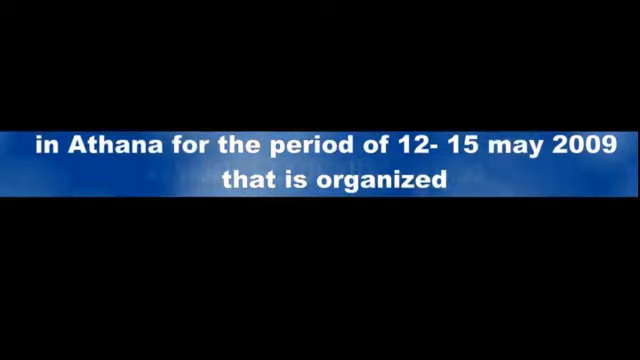 in Athana for the period of 12- 15 may 2009
that is organized